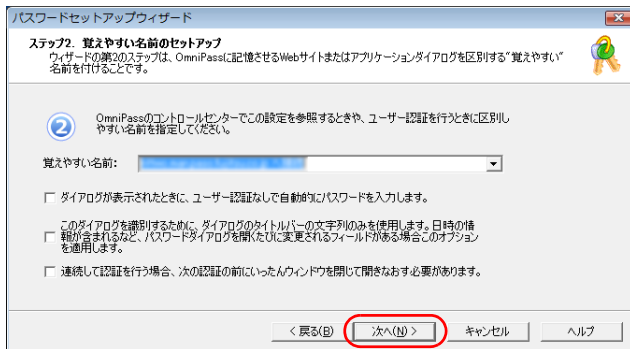 パスワードセットアップウィザード
ステップ2. 覚えやすい名前のセットアップ
ウィザードの第2のステップは、OmniPassに記憶させるWebサイトまたはアプリケーションダイアログを区別する“覚えやすい”
名前を付けることです。
2
OmniPassのコントロールセンターでこの設定を参照するときや、ユーザー認証を行うときに区別し
やすい名前を指定してください。
覚えやすい名前:
ダイアログが表示されたときに、ユーザー認証なしで自動的にパスワードを入力します。
このダイアログを識別するために、ダイアログのタイトルバーの文字列のみを使用します。日時の情
報が含まれるなど、パスワードダイアログを開くたびに変更されるフィールドがある場合このオプション
を適用します。
連続して認証を行う場合、次の認証の前にいったんウィンドウを閉じて開きなおす必要があります。
< 戻る(B) 次へ(N) > キャンセル ヘルプ